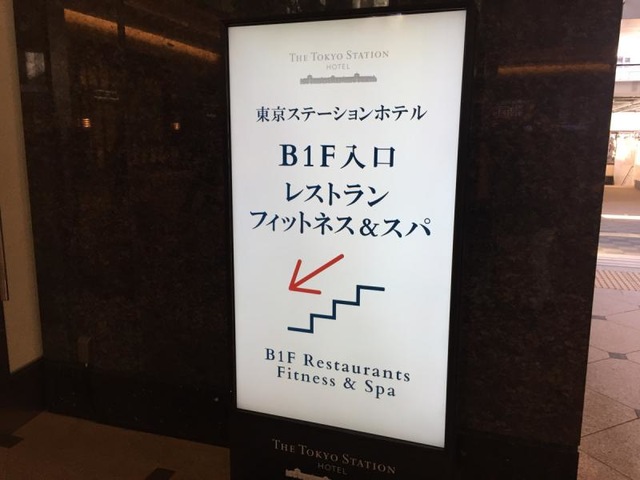 THE TOKYO STATION
HOTEL
東京ステーションホテル
B1F入口
レストラン
フィットネス&スパ
B1F Restaurants
Fitness & Spa
THE TOKYO STATION
HOTEL